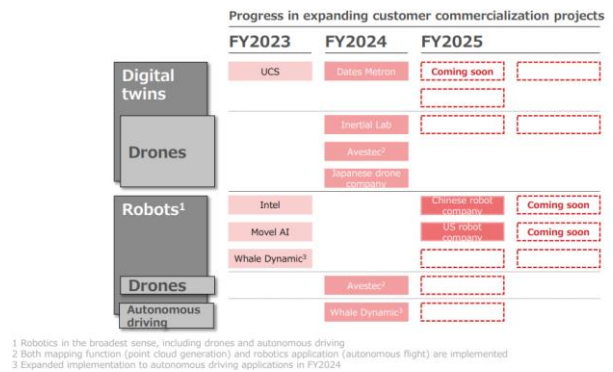 Progress in expanding customer commercialization projects
FY2023 FY2024 FY2025
Digital twins
UCS
Dates Metron
Coming soon
Drones
Inertial Lab
Avestec2
Japanese drone company
Robots1
Intel
Chinese robot company
Coming soon
Movel AI
US robot company
Coming soon
Whale Dynamic3
Drones
Avestec2
Autonomous driving
Whale Dynamic3
1 Robotics in the broadest sense, including drones and autonomous driving
2 Both mapping function (point cloud generation) and robotics application (autonomous flight) are implemented
3 Expanded implementation to autonomous driving applications in FY2024